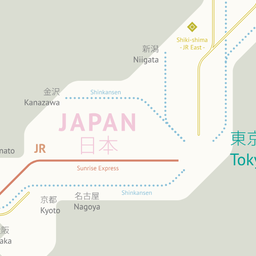 Shiki-shima
- JR East -
新潟
Niigata
金沢
Kanazawa
Shinkansen
JAPAN
日本
東京
JR
Sunrise Express
Shinkansen
京都
Kyoto
名古屋
Nagoya